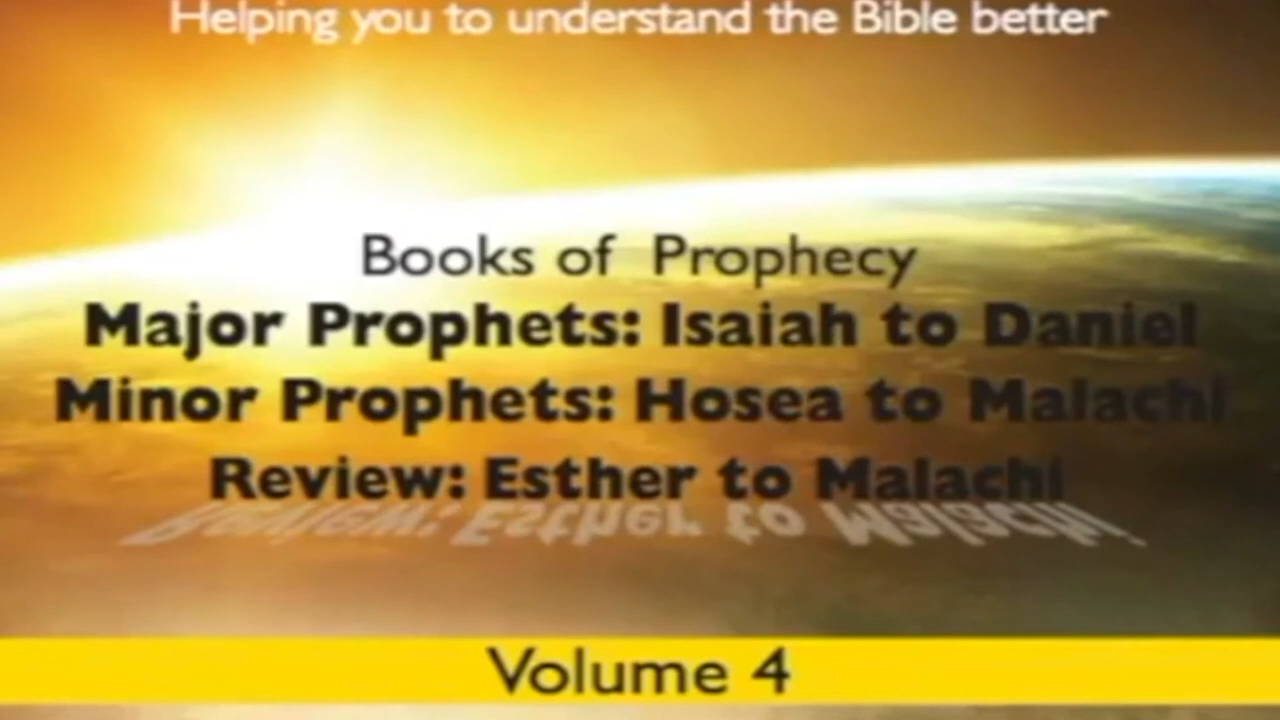 Helping you to understand the Bible better
Books of Prophecy
Major Prophets: Isaiah to Daniel
Minor Prophets: Hosea to Malachi
Review: Esther to Malachi
Volume 4